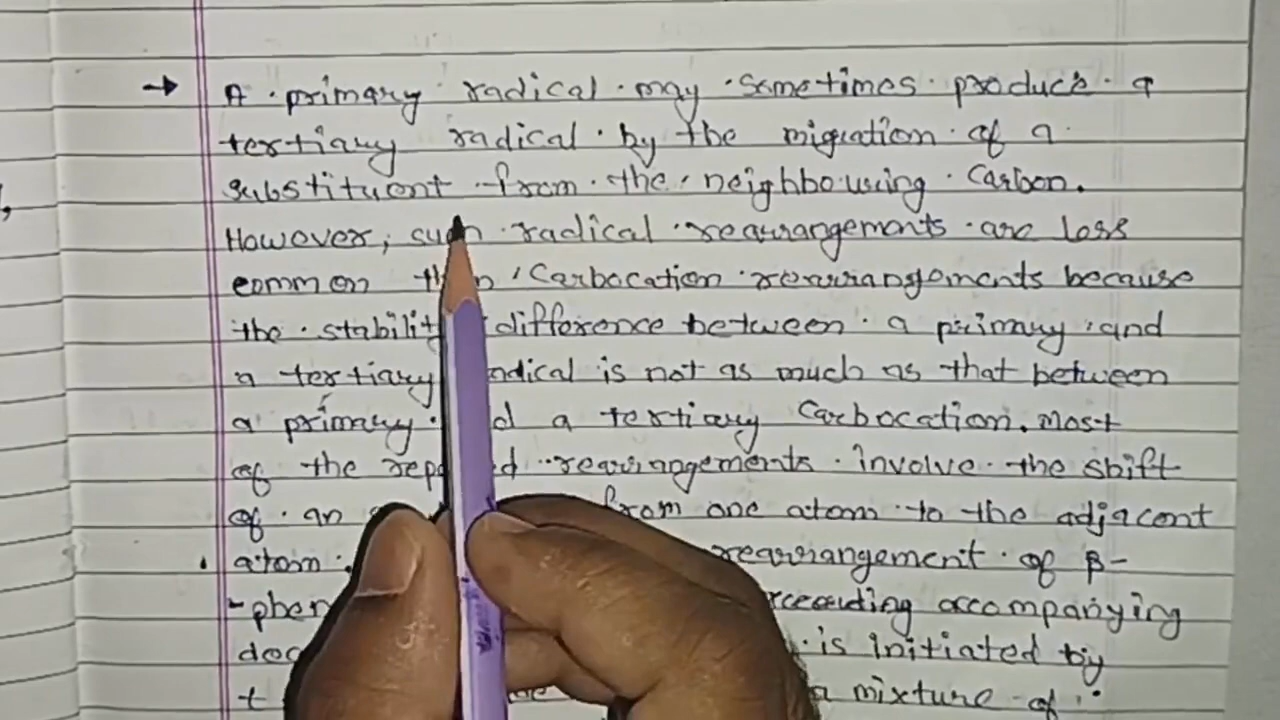 → A primary radical may sometimes produce a
tertiary radical by the migration of a
substituent from the neighbouring carbon.
However, such radical rearrangements are less
common than carbocation rearrangements because
the stability difference between a primary and
a tertiary radical is not as much as that between
a primary and a tertiary carbocation. Most
of the reported rearrangements involve the shift
of an from one atom to the adjacent
atom. rearrangement of β-
is initiated by
a mixture of